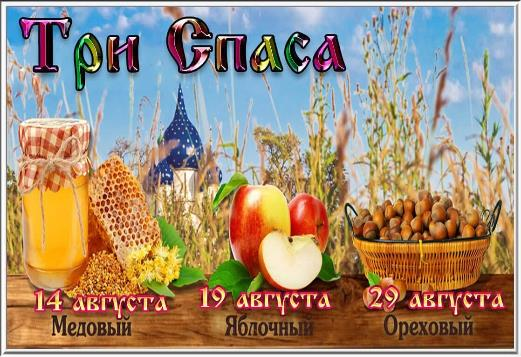 Три Спаса
14 августа 19 августа 29 августа
Медовый Яблочный Ореховый